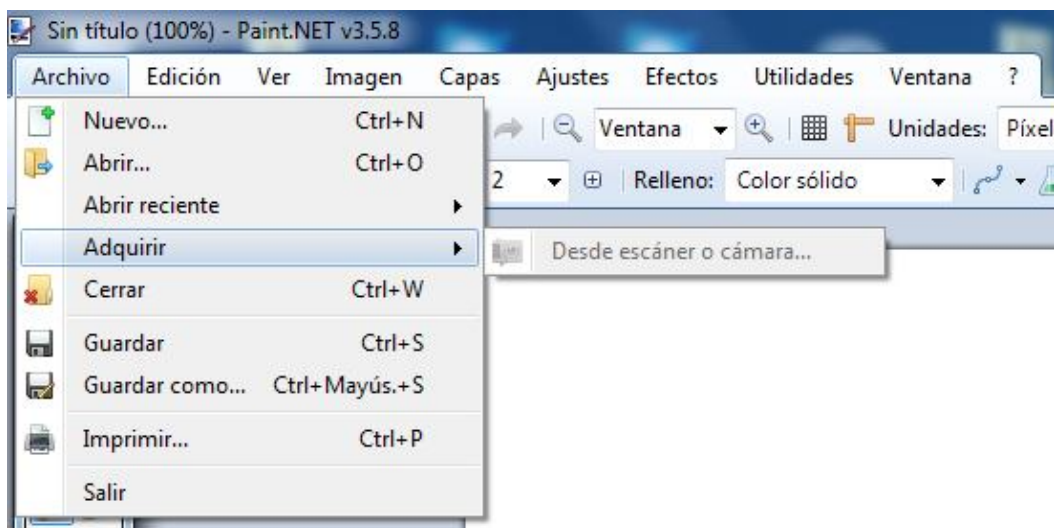 Sin título (100%) - Paint.NET v3.5.8
Archivo Edición Ver Imagen Capas Ajustes Efectos Utilidades Ventana ?
Nuevo... Ctrl+N
Ventana Unidades: Píxel
Abrir... Ctrl+O
2 Relleno: Color sólido
Abrir reciente
Adquirir
Desde escáner o cámara...
Cerrar Ctrl+W
Guardar Ctrl+S
Guardar como... Ctrl+Mayús.+S
Imprimir... Ctrl+P
Salir